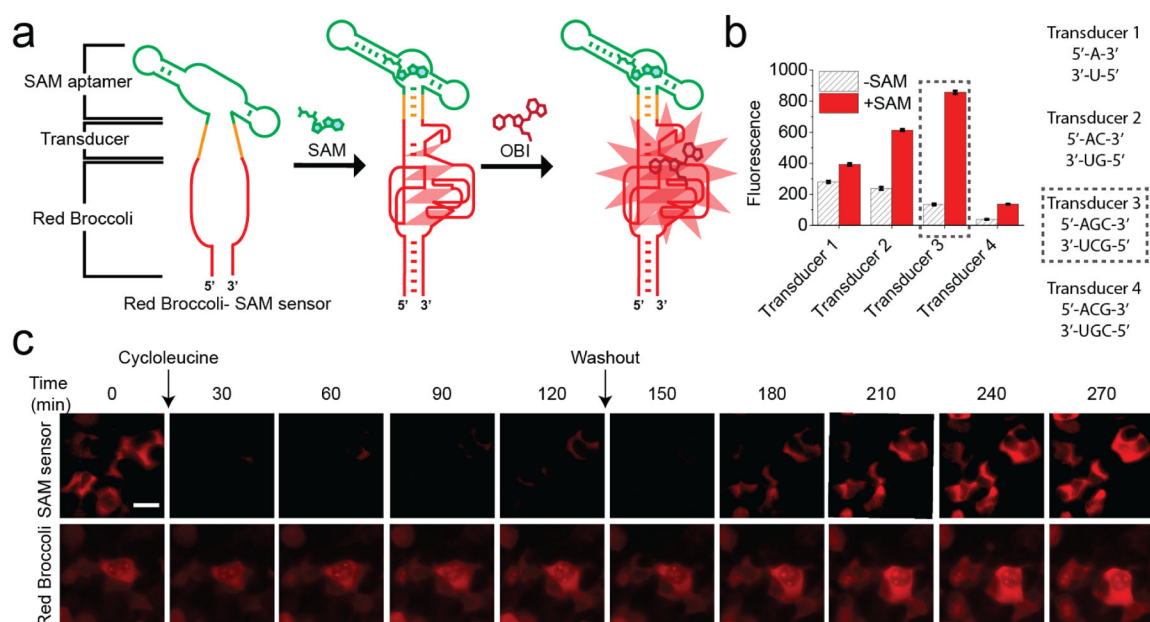 a
SAM aptamer
Transducer
Red Broccoli
5' 3'
Red Broccoli- SAM sensor
SAM
5' 3'
OBI
5' 3'
b
Fluorescence
1000
800
600
400
200
0
-SAM
+SAM
Transducer 1
Transducer 2
Transducer 3
Transducer 4
Transducer 1
5'-A-3'
3'-U-5'
Transducer 2
5'-AC-3'
3'-UG-5'
Transducer 3
5'-AGC-3'
3'-UCG-5'
Transducer 4
5'-ACG-3'
3'-UGC-5'
c
Cycloleucine
Washout
Time
(min)
0 30 60 90 120 150 180 210 240 270
SAM sensor
Red Broccoli